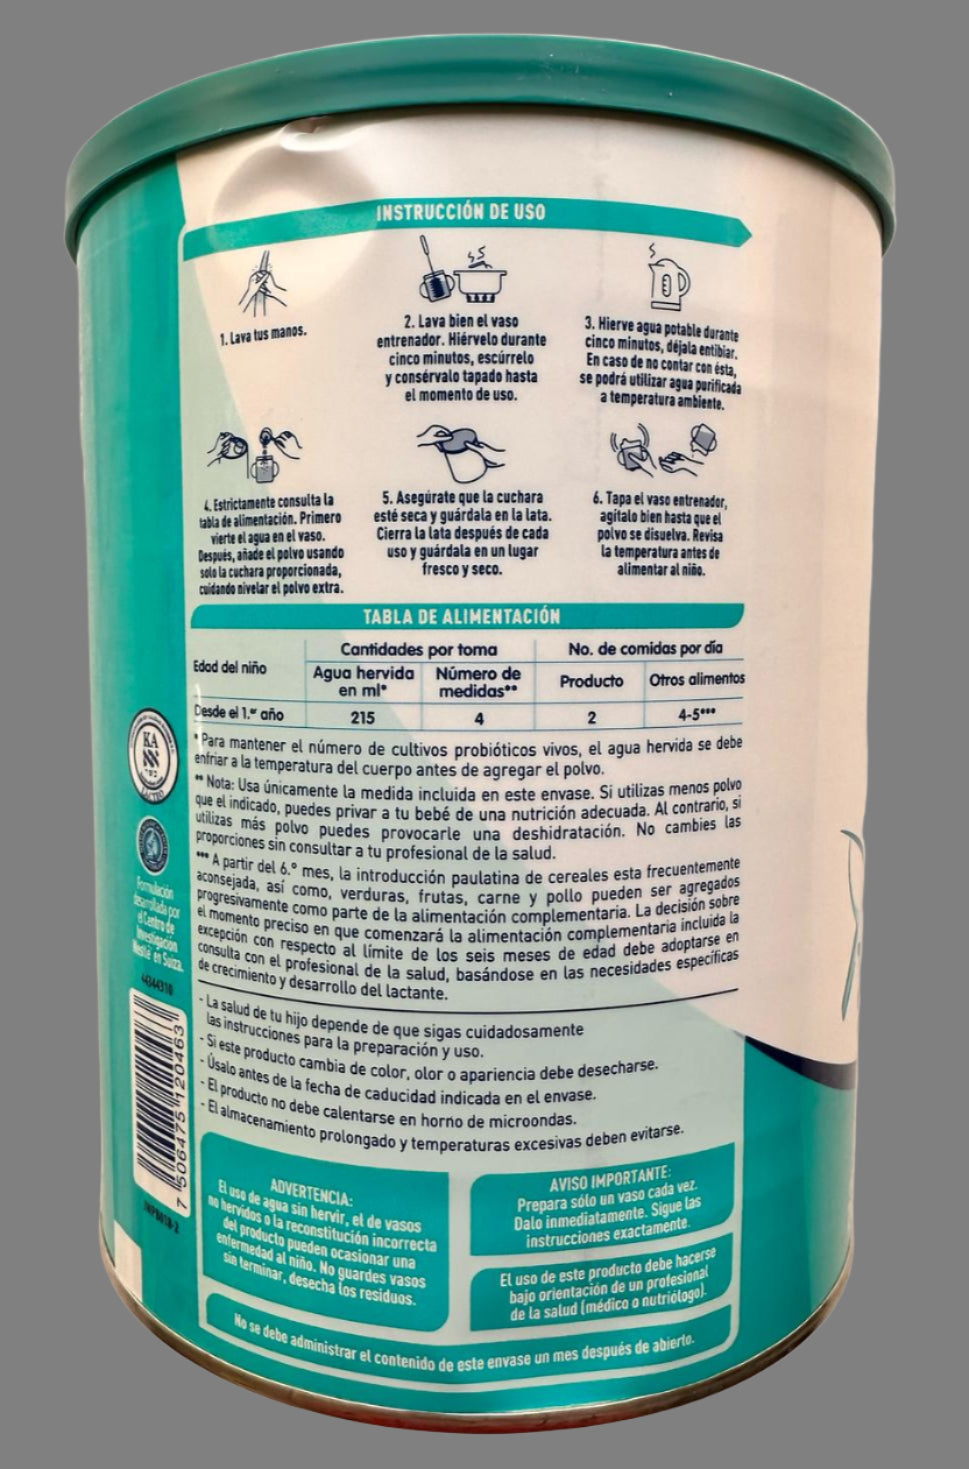 INSTRUCCIÓN DE USO
1. Lava tus manos.
2. Lava bien el vaso
entrenador. Hiérvelo durante
cinco minutos, escúrrelo
y consérvalo tapado hasta
el momento de uso.
3. Hierve agua potable durante
cinco minutos, déjala entibiar.
En caso de no contar con ésta,
se podrá utilizar agua purificada
a temperatura ambiente.
4. Estrictamente consulta la
tabla de alimentación. Primero
vierte el agua en el vaso.
Después, añade el polvo usando
solo la cuchara proporcionada,
cuidando nivelar el polvo extra.
5. Asegúrate que la cuchara
esté seca y guárdala en la lata.
Cierra la lata después de cada
uso y guárdala en un lugar
fresco y seco.
6. Tapa el vaso entrenador,
agítalo bien hasta que el
polvo se disuelva. Revisa
la temperatura antes de
alimentar al niño.
TABLA DE ALIMENTACIÓN
Edad del niño
Cantidades por toma
No. de comidas por día
Agua hervida
en ml*
Número de
medidas**
Producto
Otros alimentos
Desde el 1.er año
215
4
2
4-5***
*Para mantener el número de cultivos probióticos vivos, el agua hervida se debe
enfriar a la temperatura del cuerpo antes de agregar el polvo.
** Nota: Usa únicamente la medida incluida en este envase. Si utilizas menos polvo
que el indicado, puedes privar a tu bebé de una nutrición adecuada. Al contrario, si
utilizas más polvo puedes provocarle una deshidratación. No cambies las
proporciones sin consultar a tu profesional de la salud.
*** A partir del 6.° mes, la introducción paulatina de cereales esta frecuentemente
aconsejada, así como, verduras, frutas, carne y pollo pueden ser agregados
progresivamente como parte de la alimentación complementaria. La decisión sobre
el momento preciso en que comenzará la alimentación complementaria incluida la
excepción con respecto al límite de los seis meses de edad debe adoptarse en
consulta con el profesional de la salud, basándose en las necesidades específicas
de crecimiento y desarrollo del lactante.
- La salud de tu hijo depende de que sigas cuidadosamente
las instrucciones para la preparación y uso.
- Si este producto cambia de color, olor o apariencia debe desecharse.
- Úsalo antes de la fecha de caducidad indicada en el envase.
- El producto no debe calentarse en horno de microondas.
- El almacenamiento prolongado y temperaturas excesivas deben evitarse.
ADVERTENCIA:
El uso de agua sin hervir, el de vasos
no hervidos o la reconstitución incorrecta
del producto pueden ocasionar una
enfermedad al niño. No guardes vasos
sin terminar, desecha los residuos.
AVISO IMPORTANTE:
Prepara sólo un vaso cada vez.
Dalo inmediatamente. Sigue las
instrucciones exactamente.
El uso de este producto debe hacerse
bajo orientación de un profesional
de la salud (médico o nutriólogo).
No se debe administrar el contenido de este envase un mes después de abierto.
KA
LACTEO
Formulación
desarrollada por
el Centro de
Investigación
Nestlé en Suiza.
44344310
7 506475 120463